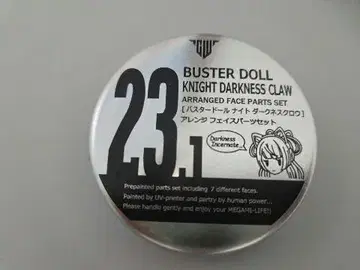 GWG
BUSTER DOLL
KNIGHT DARKNESS CLAW
ARRANGED FACE PARTS SET
[バスタードール ナイト ダークネスクロウ]
アレンジ フェイスパーツセット
23.1
Darkness
Incarnate...
Prepainted parts set including 7 different faces.
Painted by UV-printer and partry by human power...
Please handle gently and enjoy your MEGAMI-LIFE!!